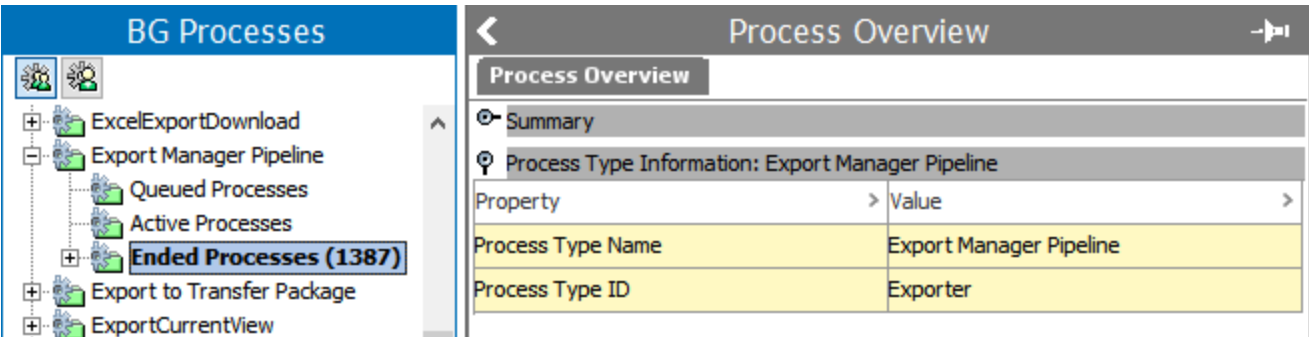 BG Processes
ExcelExportDownload
Export Manager Pipeline
Queued Processes
Active Processes
Ended Processes (1387)
Export to Transfer Package
ExportCurrentView
Process Overview
Process Overview
Summary
Process Type Information: Export Manager Pipeline
Property > Value >
Process Type Name Export Manager Pipeline
Process Type ID Exporter